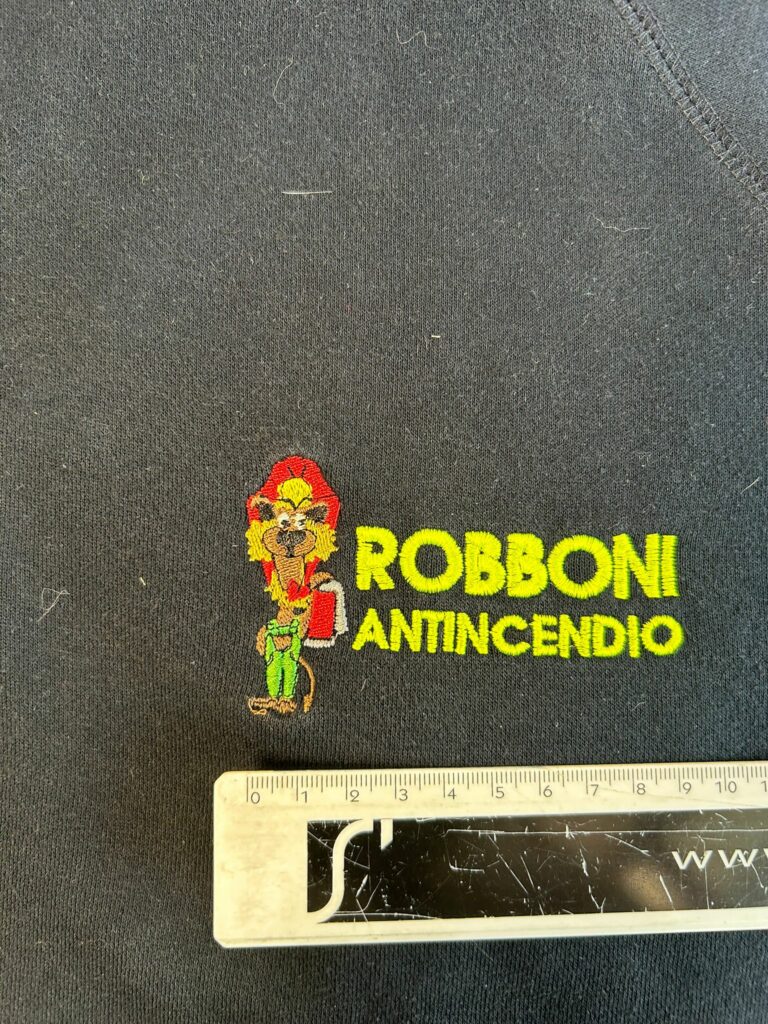 ROBBONI
ANTINCENDIO
0 1 2 3 4 5 6 7 8 9 10
WWW